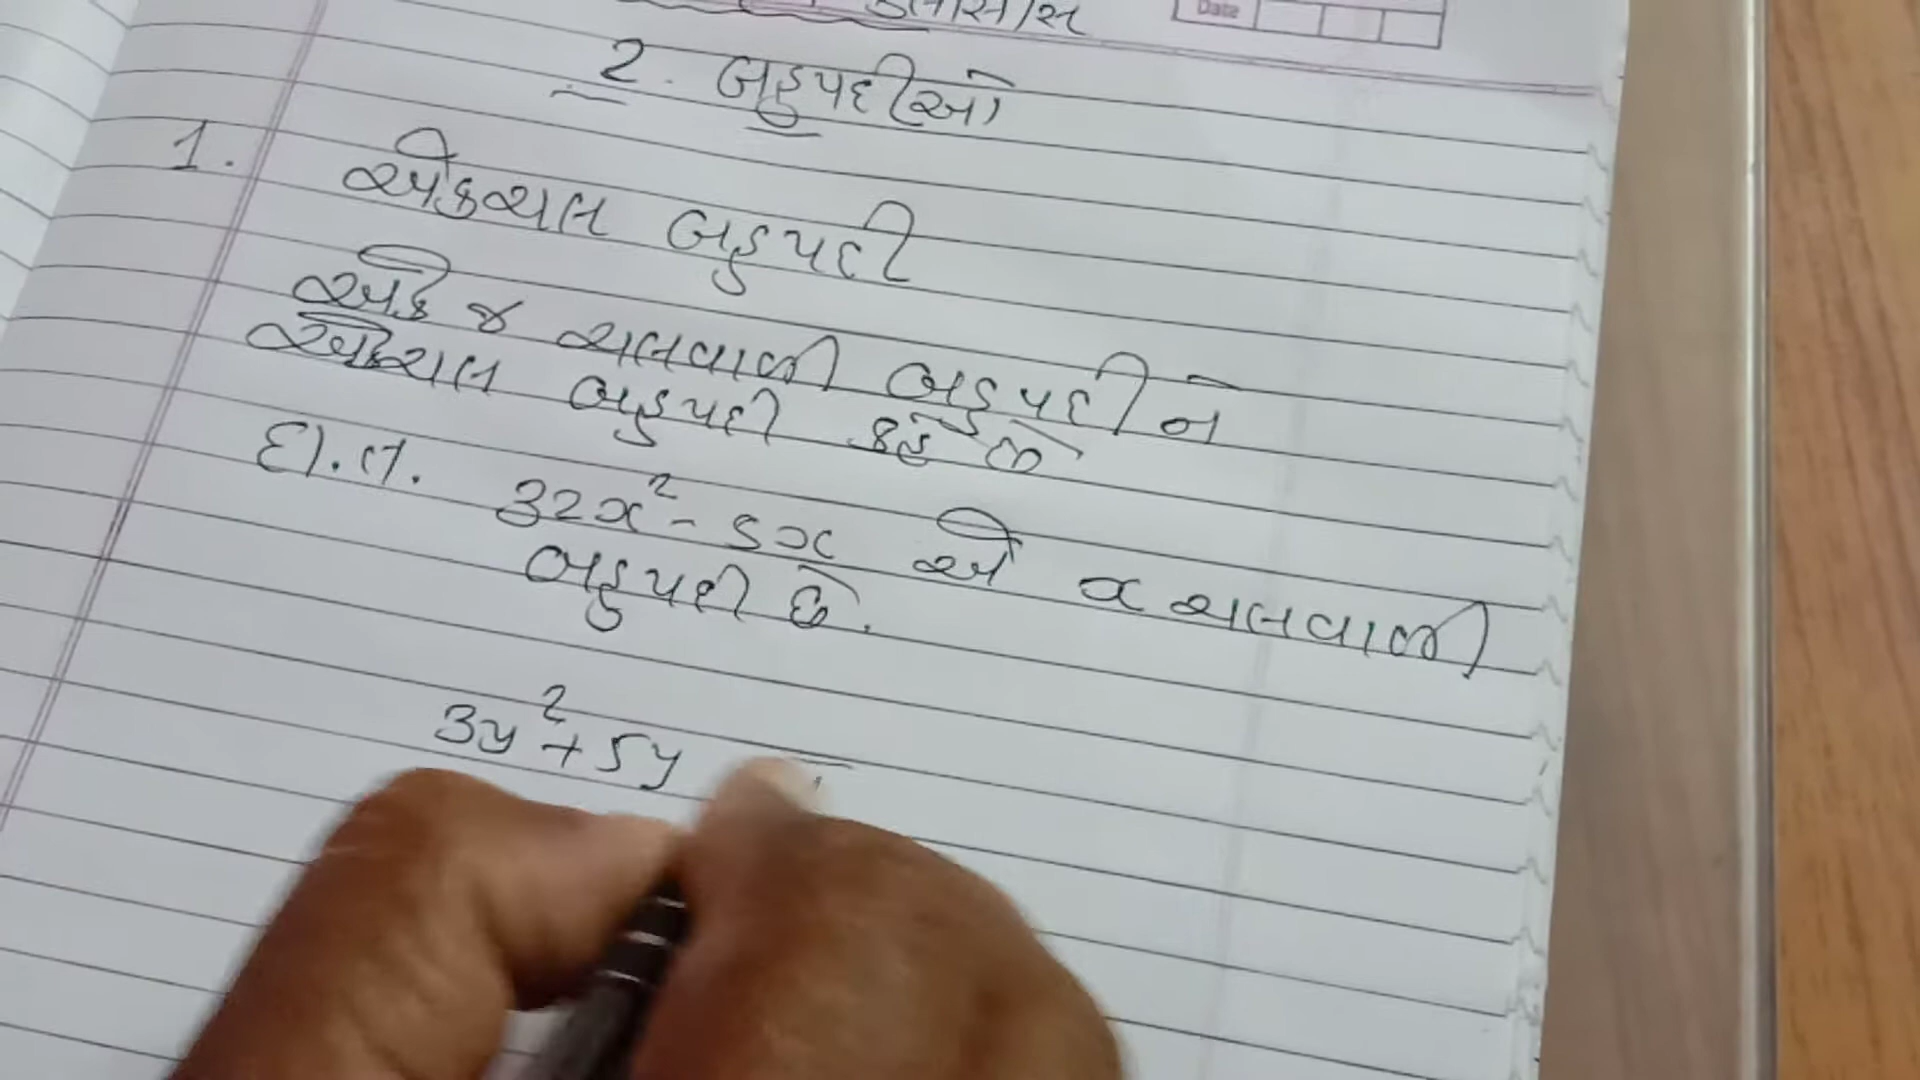 Date
2. બહુપદીઓ
1. એકચલ બહુપદી
એક જ ચલવાળી બહુપદીને
એકચલ બહુપદી કહે છે
દા.ત. 32x² - 5x એ x ચલવાળી
બહુપદી છે.
3y² + 5y